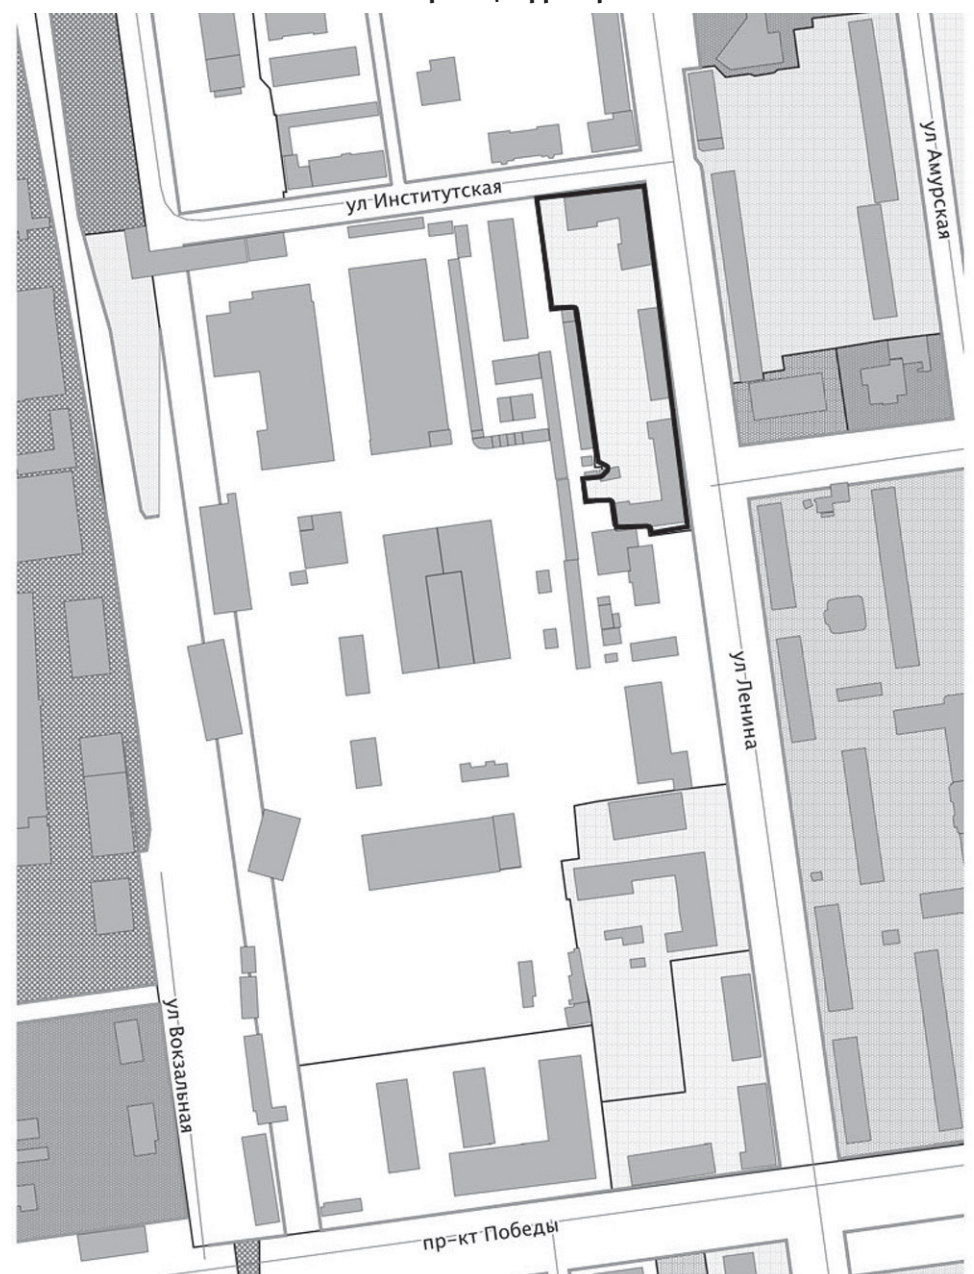 ул Амурская
ул Институтская
ул Ленина
ул Вокзальная
пр=кт Победы